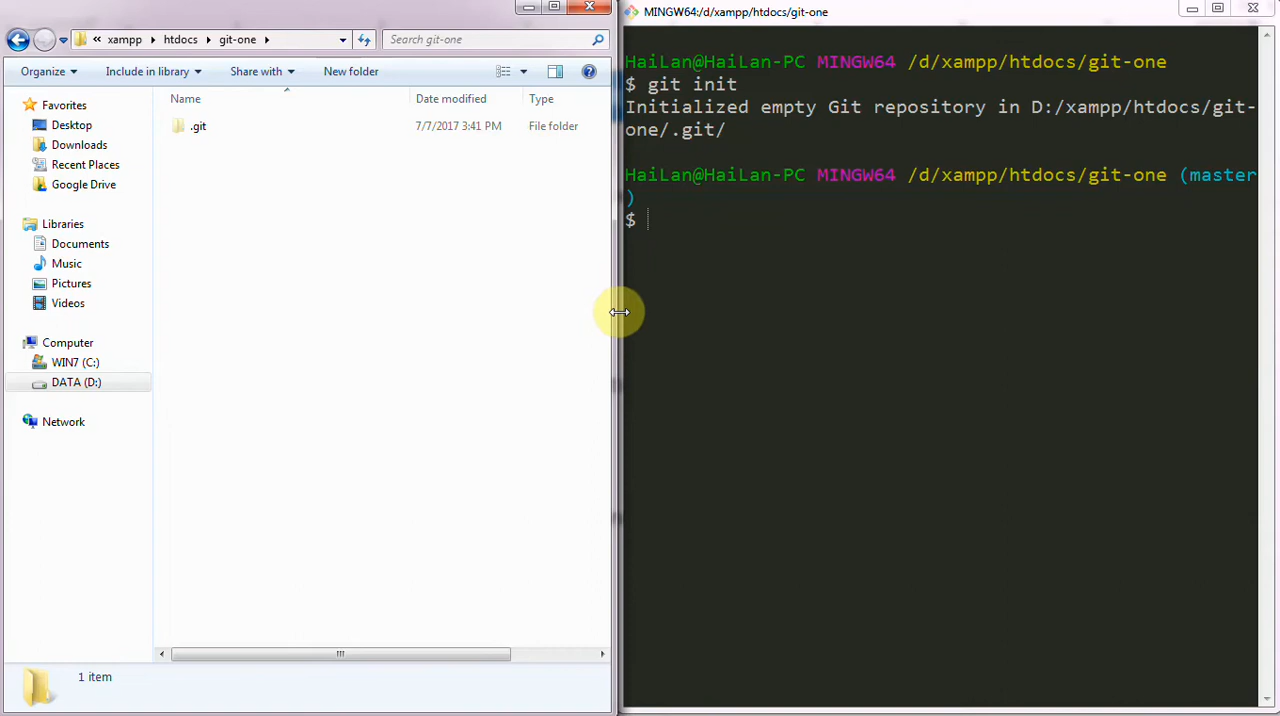 « xampp htdocs git-one
Search git-one
Organize Include in library Share with New folder
Name Date modified Type
.git 7/7/2017 3:41 PM File folder
Favorites
Desktop
Downloads
Recent Places
Google Drive
Libraries
Documents
Music
Pictures
Videos
Computer
WIN7 (C:)
DATA (D:)
Network
1 item
MINGW64:/d/xampp/htdocs/git-one
HaiLan@HaiLan-PC MINGW64 /d/xampp/htdocs/git-one
$ git init
Initialized empty Git repository in D:/xampp/htdocs/git-
one/.git/
HaiLan@HaiLan-PC MINGW64 /d/xampp/htdocs/git-one (master
)
$